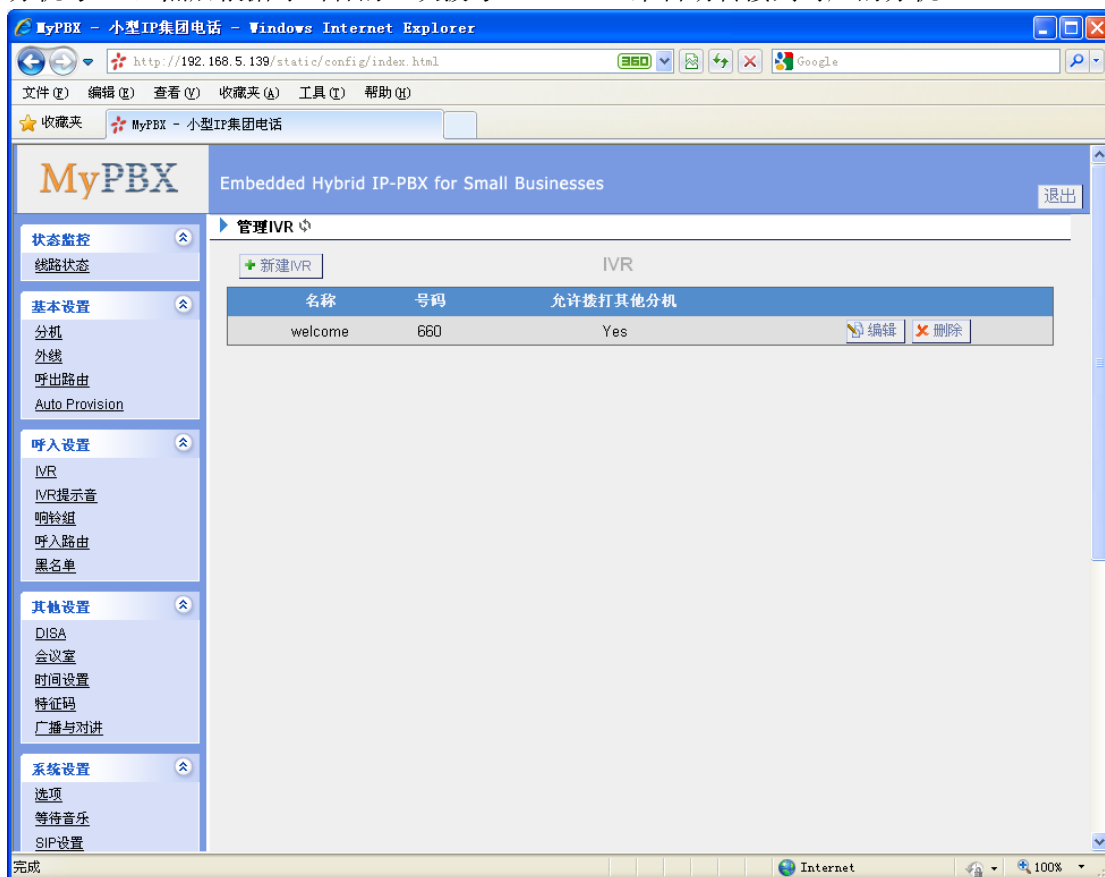 MyPBX - 小型IP集团电话 - Windows Internet Explorer
http://192.168.5.139/static/config/index.html
360
Google
文件(F) 编辑(E) 查看(V) 收藏夹(A) 工具(T) 帮助(H)
收藏夹 MyPBX - 小型IP集团电话
MyPBX
Embedded Hybrid IP-PBX for Small Businesses
退出
状态监控
线路状态
基本设置
分机
外线
呼出路由
Auto Provision
呼入设置
IVR
IVR提示音
响铃组
呼入路由
黑名单
其他设置
DISA
会议室
时间设置
特征码
广播与对讲
系统设置
选项
等待音乐
SIP设置
管理IVR
新建IVR IVR
名称 号码 允许拨打其他分机
welcome 660 Yes 编辑 删除
完成 Internet 100%